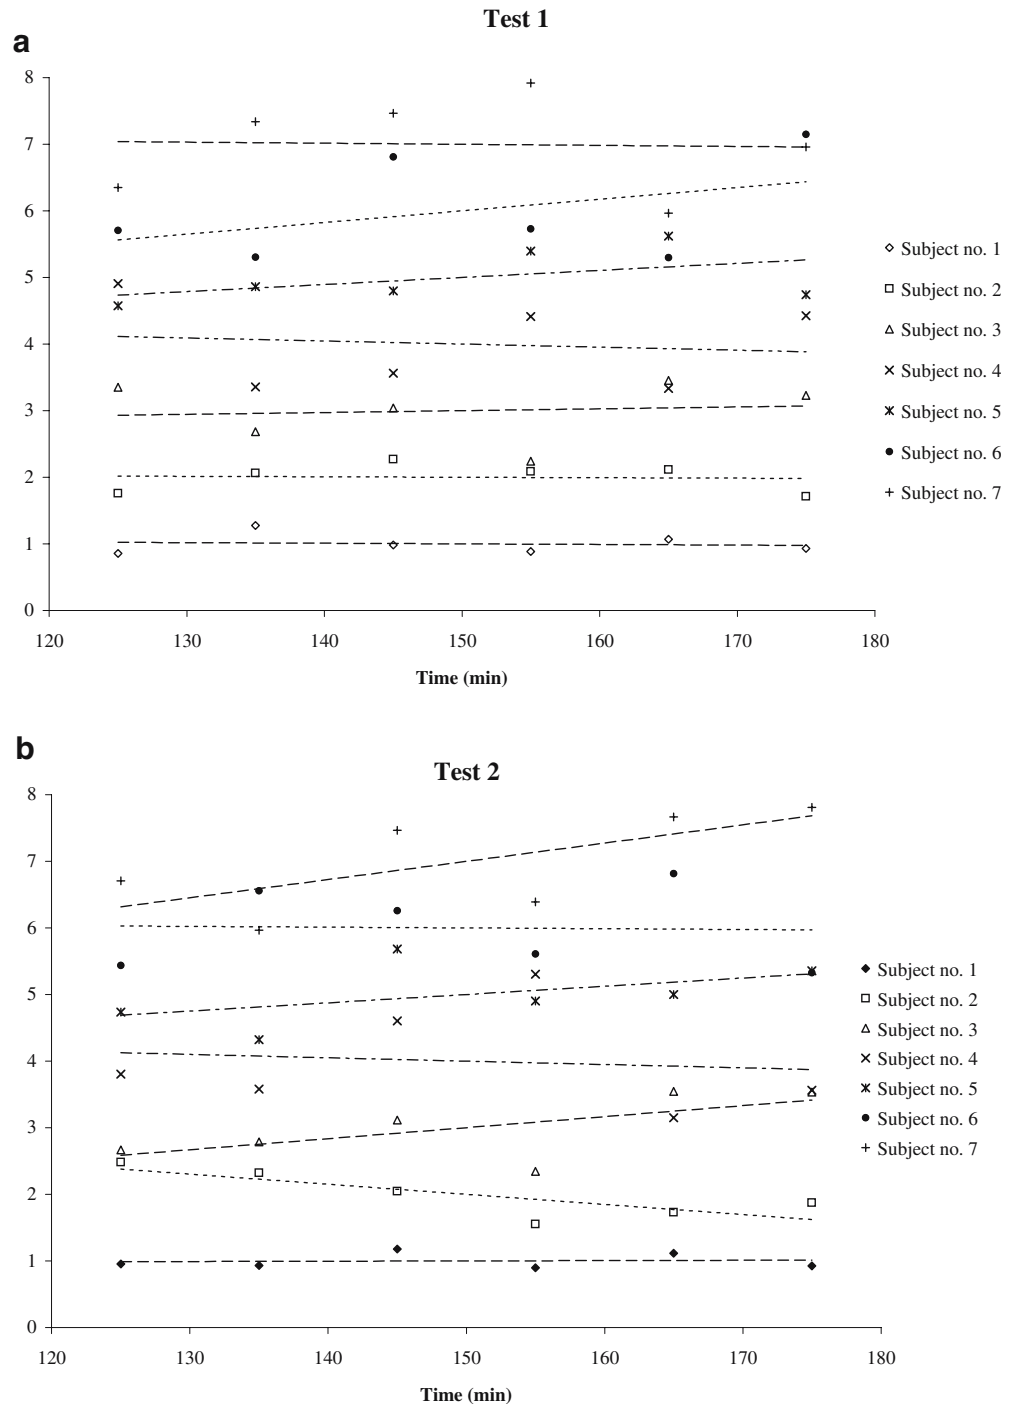 Test 1
a
8
7
6
5
4
3
2
1
0
120 130 140 150 160 170 180
Time (min)
Subject no. 1
Subject no. 2
Subject no. 3
Subject no. 4
Subject no. 5
Subject no. 6
Subject no. 7
b
Test 2
8
7
6
5
4
3
2
1
0
120 130 140 150 160 170 180
Time (min)
Subject no. 1
Subject no. 2
Subject no. 3
Subject no. 4
Subject no. 5
Subject no. 6
Subject no. 7